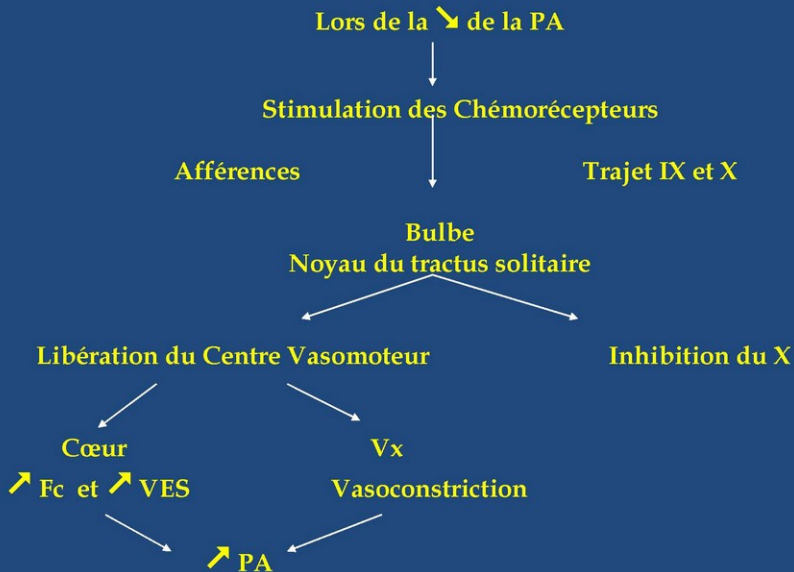 Lors de la ➘ de la PA
Stimulation des Chémorécepteurs
Afférences
Trajet IX et X
Bulbe
Noyau du tractus solitaire
Libération du Centre Vasomoteur
Inhibition du X
Cœur
Vx
➚ Fc et ➚ VES
Vasoconstriction
➚ PA